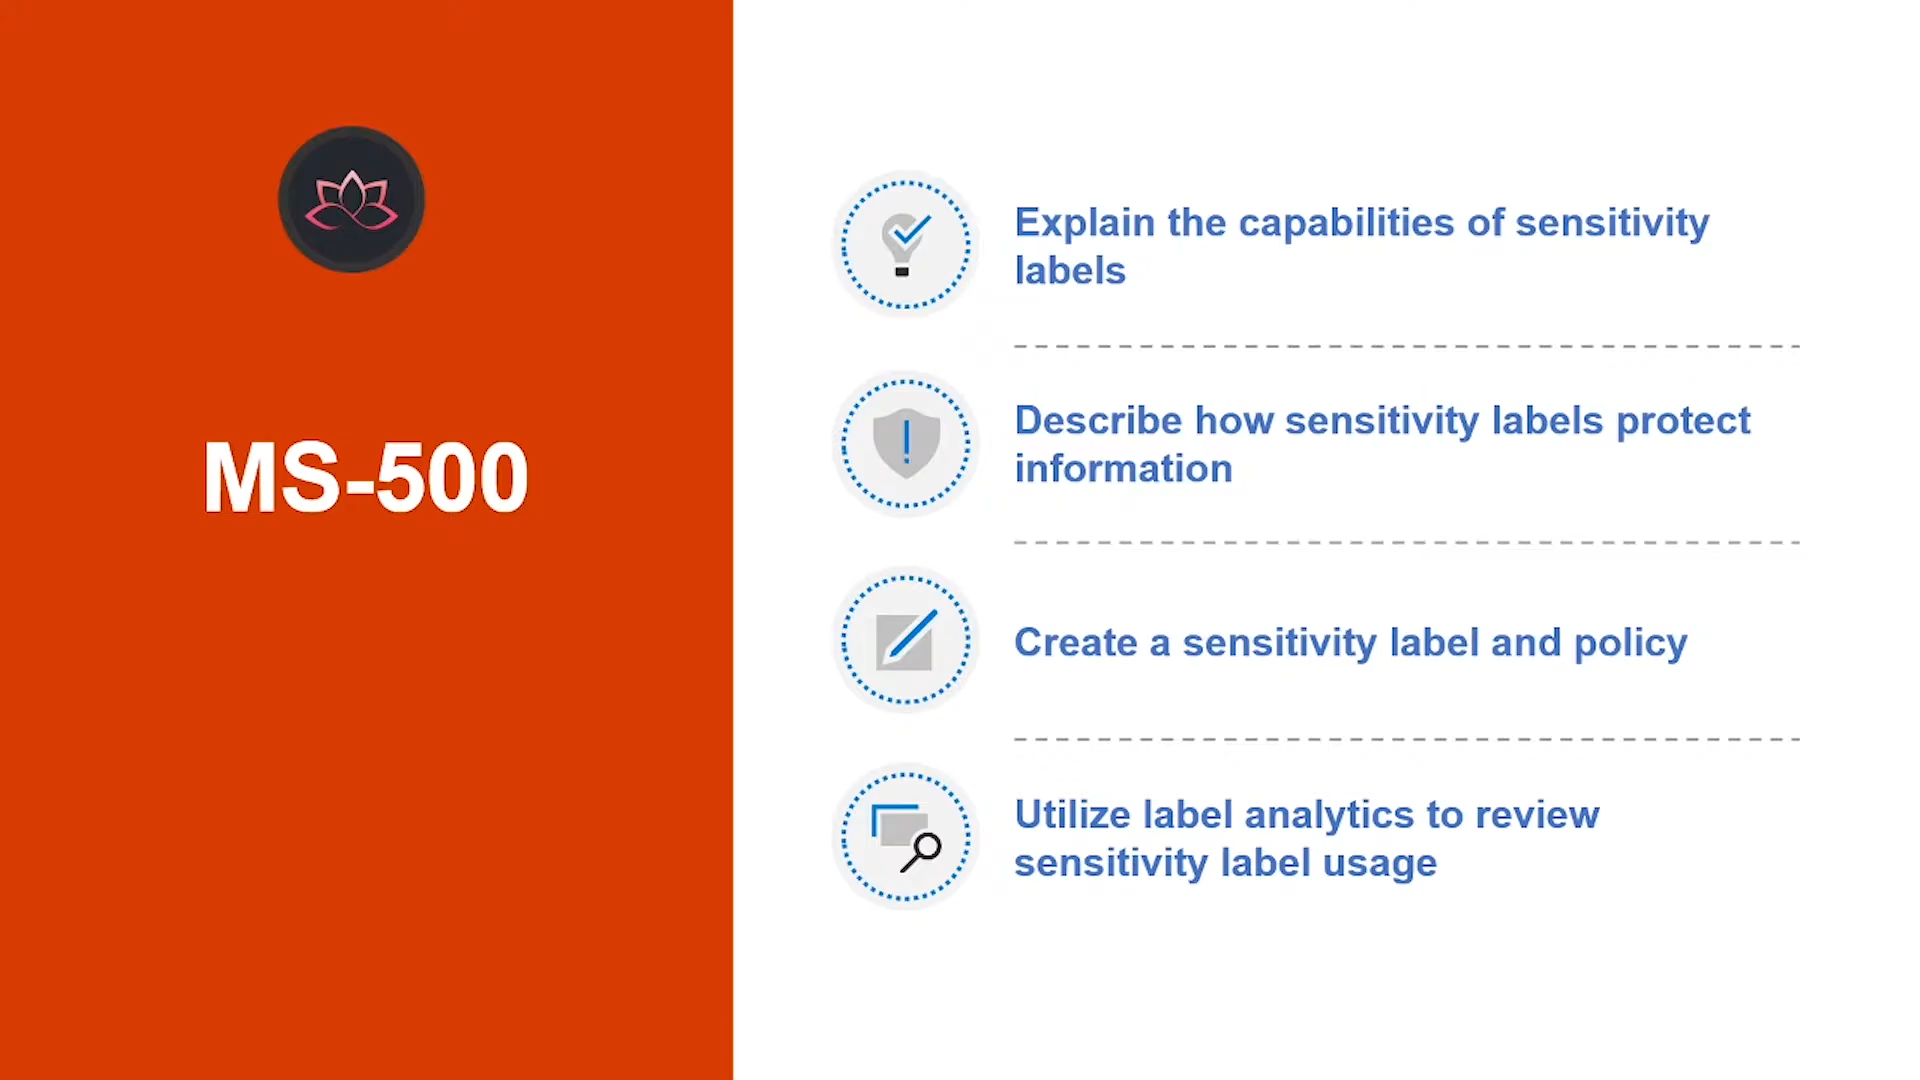 MS-500
Explain the capabilities of sensitivity
labels
Describe how sensitivity labels protect
information
Create a sensitivity label and policy
Utilize label analytics to review
sensitivity label usage